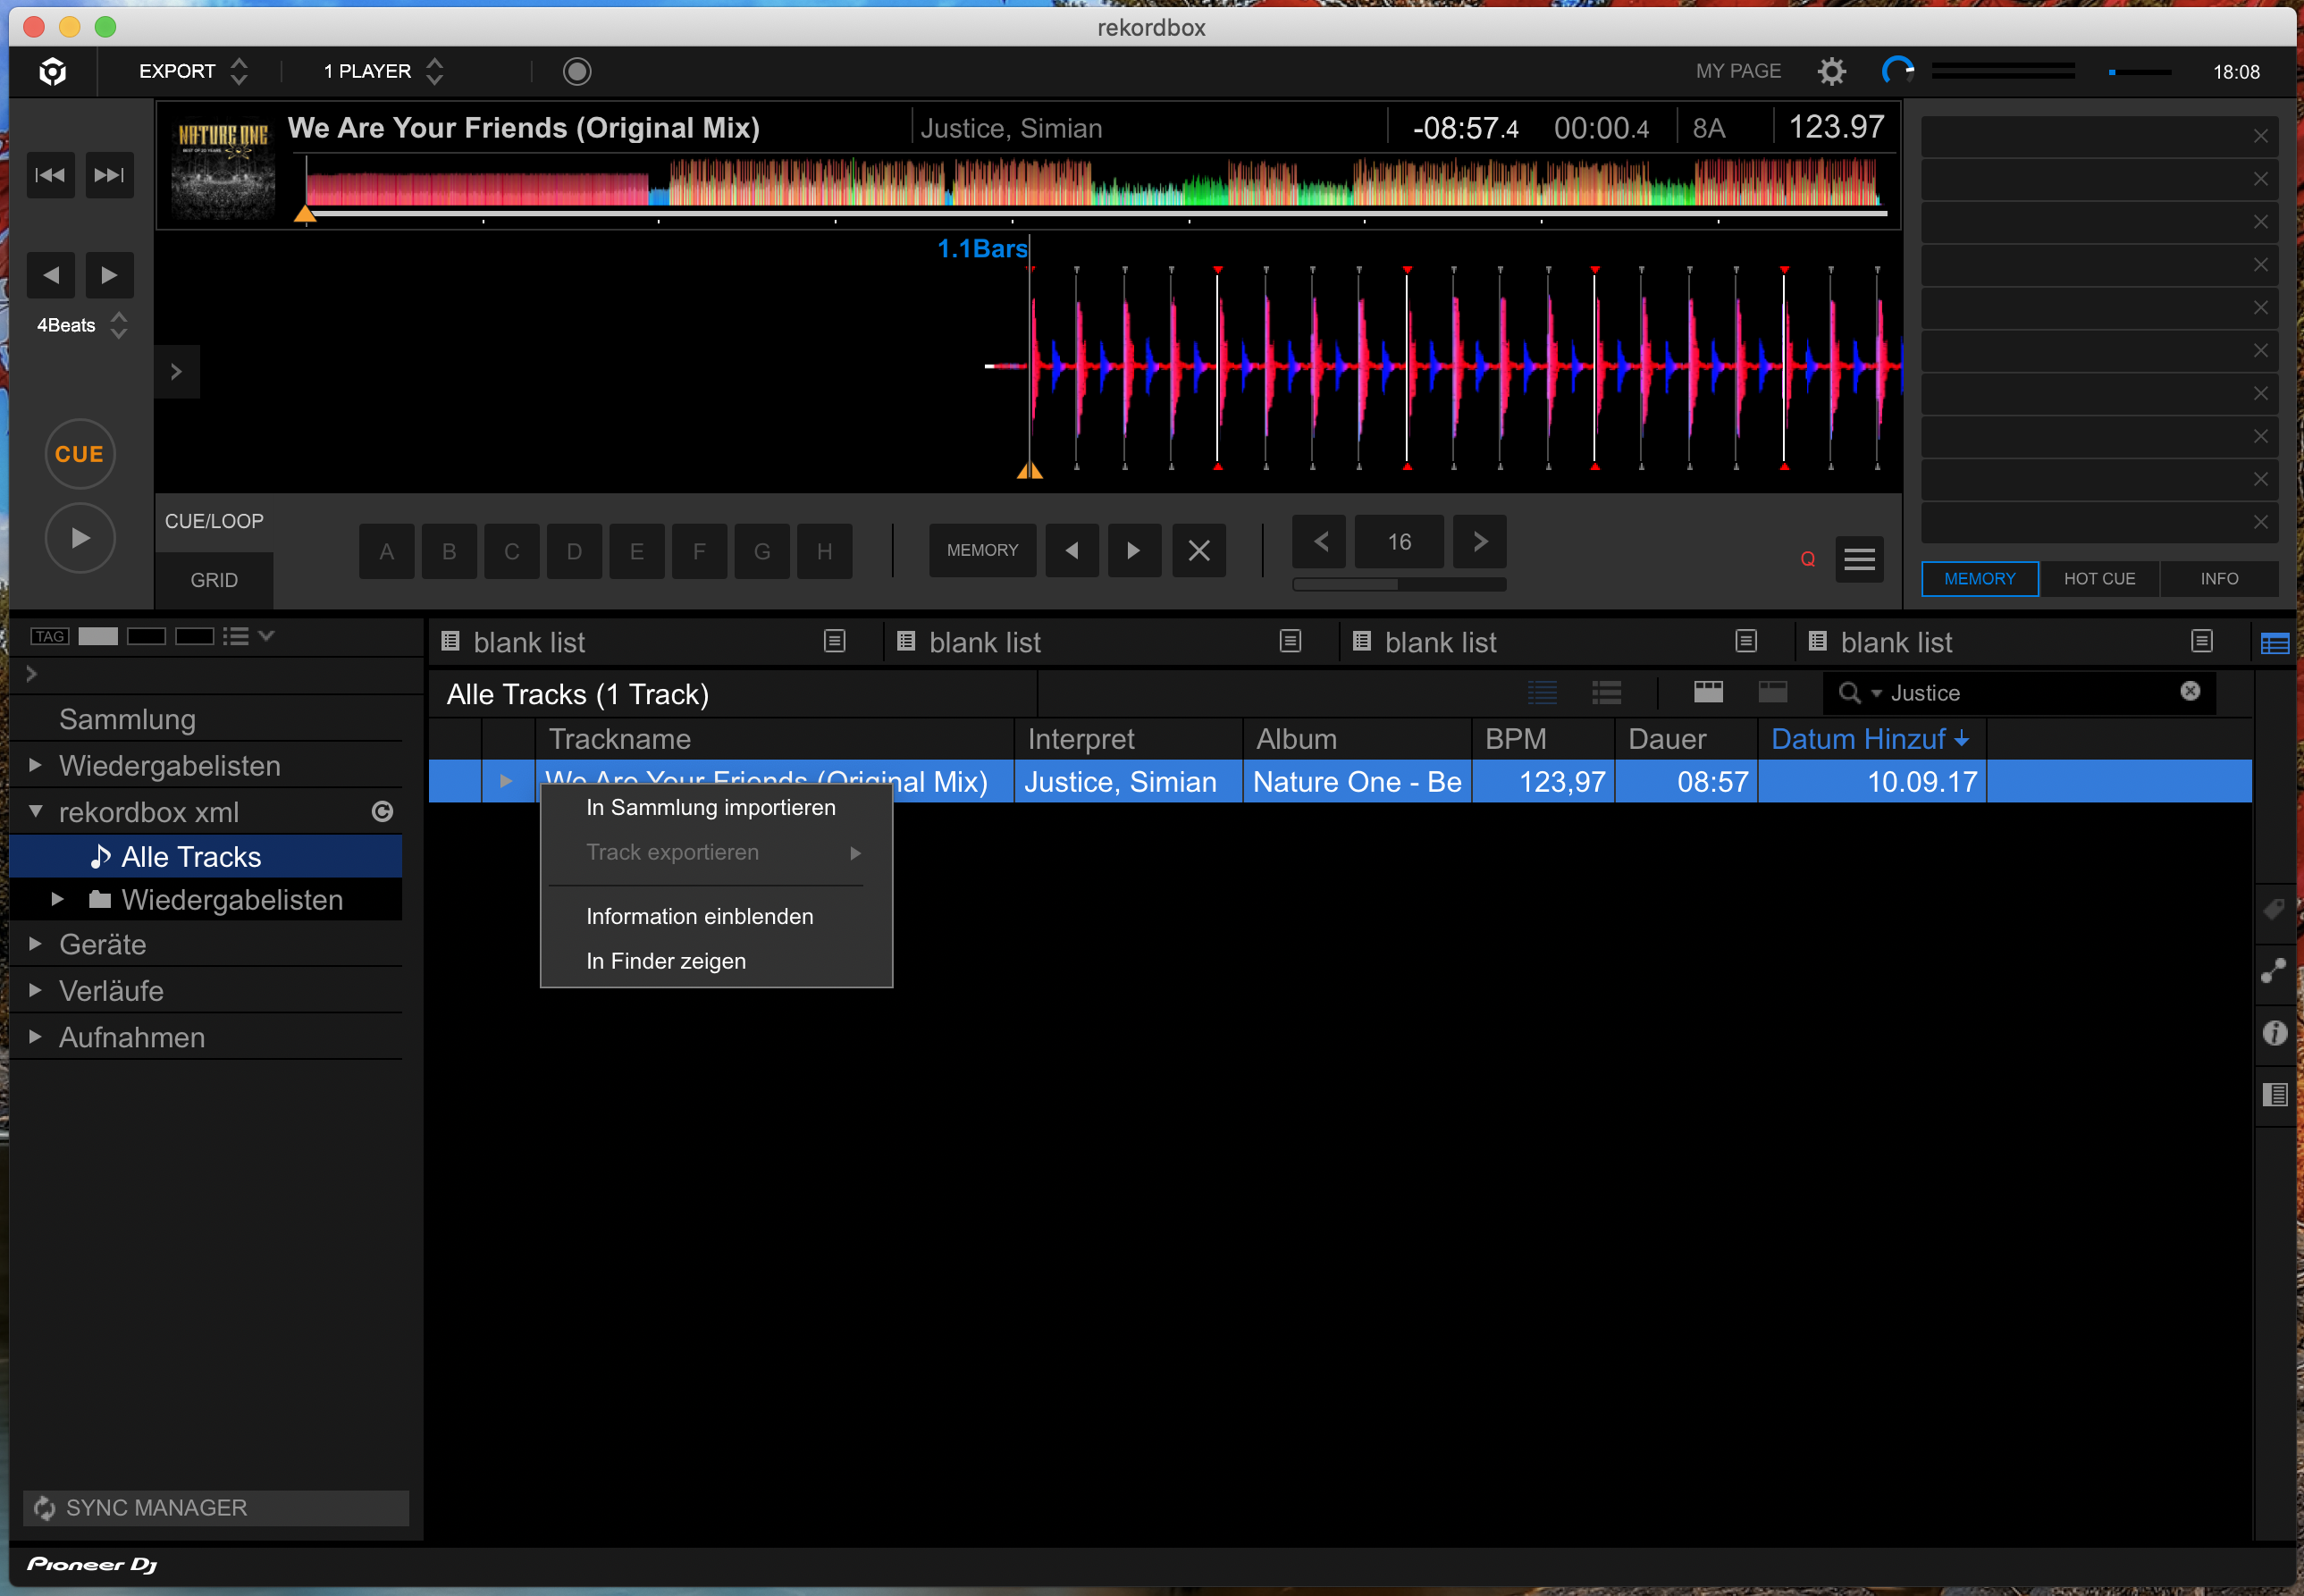 rekordbox
EXPORT
1 PLAYER
MY PAGE
18:08
NATURE ONE
We Are Your Friends (Original Mix)
Justice, Simian
-08:57.4
00:00.4
8A
123.97
1.1Bars
4Beats
CUE
CUE/LOOP
GRID
A B C D E F G H
MEMORY
16
Q
MEMORY
HOT CUE
INFO
TAG
blank list
blank list
blank list
blank list
Alle Tracks (1 Track)
Justice
Sammlung
Wiedergabelisten
rekordbox xml
Alle Tracks
Wiedergabelisten
Geräte
Verläufe
Aufnahmen
Trackname
Interpret
Album
BPM
Dauer
Datum Hinzuf
We Are Your Friends (Original Mix)
Justice, Simian
Nature One - Be
123,97
08:57
10.09.17
In Sammlung importieren
Track exportieren
Information einblenden
In Finder zeigen
SYNC MANAGER
Pioneer Dj